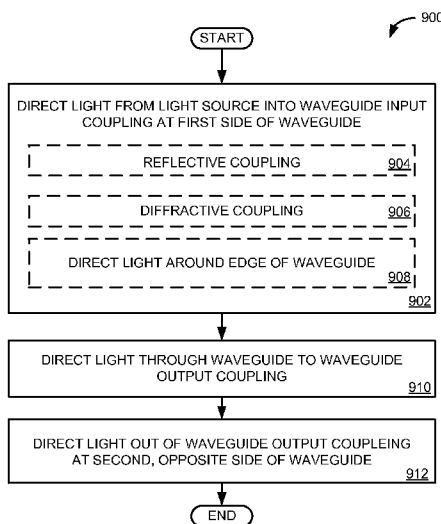 900
START
DIRECT LIGHT FROM LIGHT SOURCE INTO WAVEGUIDE INPUT
COUPLING AT FIRST SIDE OF WAVEGUIDE
REFLECTIVE COUPLING
904
DIFFRACTIVE COUPLING
906
DIRECT LIGHT AROUND EDGE OF WAVEGUIDE
908
902
DIRECT LIGHT THROUGH WAVEGUIDE TO WAVEGUIDE
OUTPUT COUPLING
910
DIRECT LIGHT OUT OF WAVEGUIDE OUTPUT COUPLEING
AT SECOND, OPPOSITE SIDE OF WAVEGUIDE
912
END